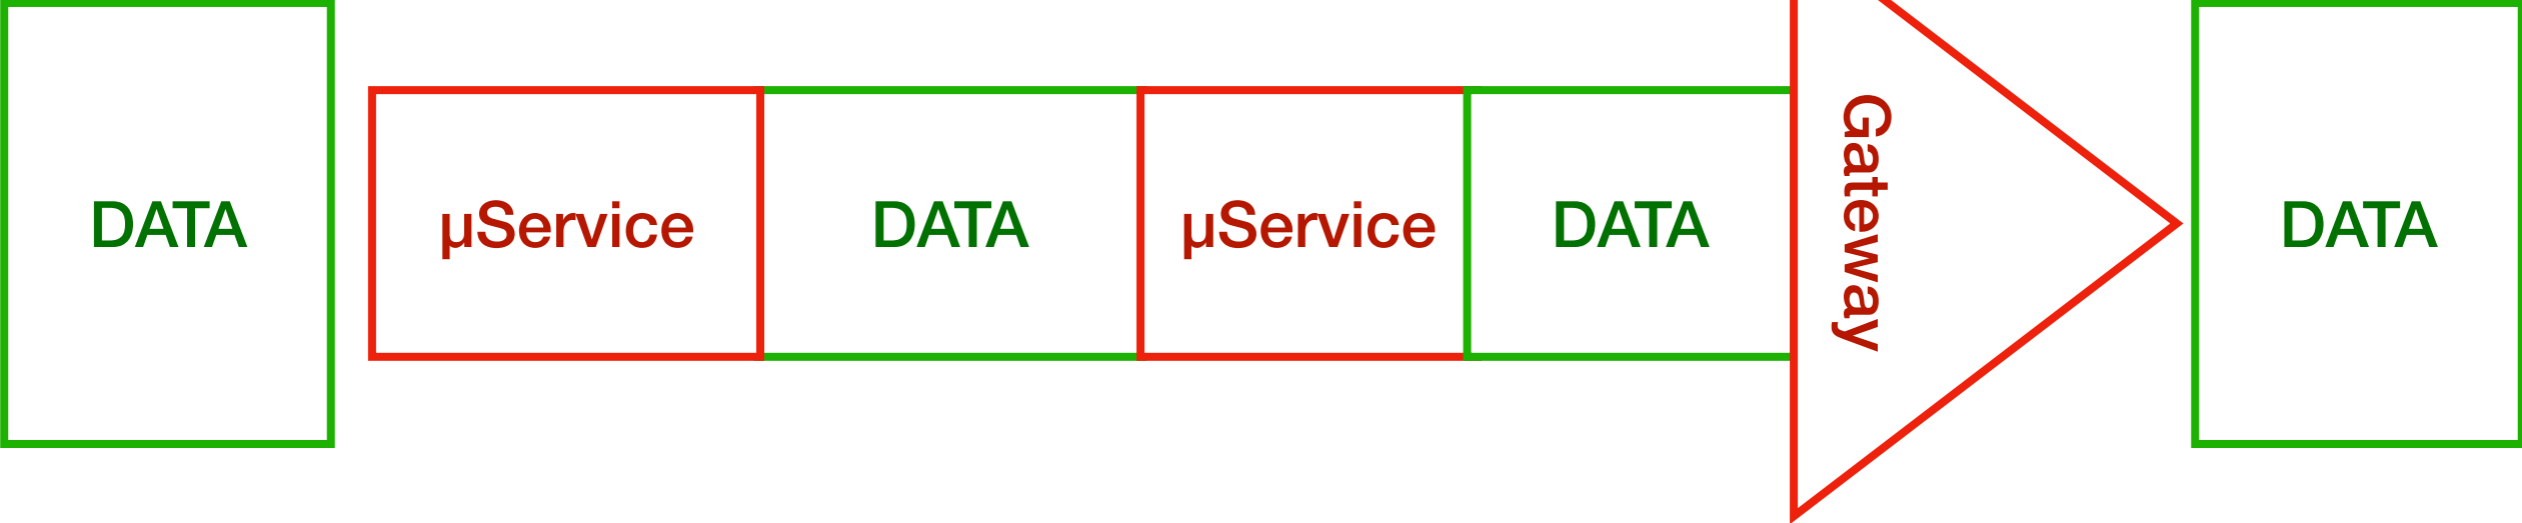 DATA
µService
DATA
µService
DATA
Gateway
DATA